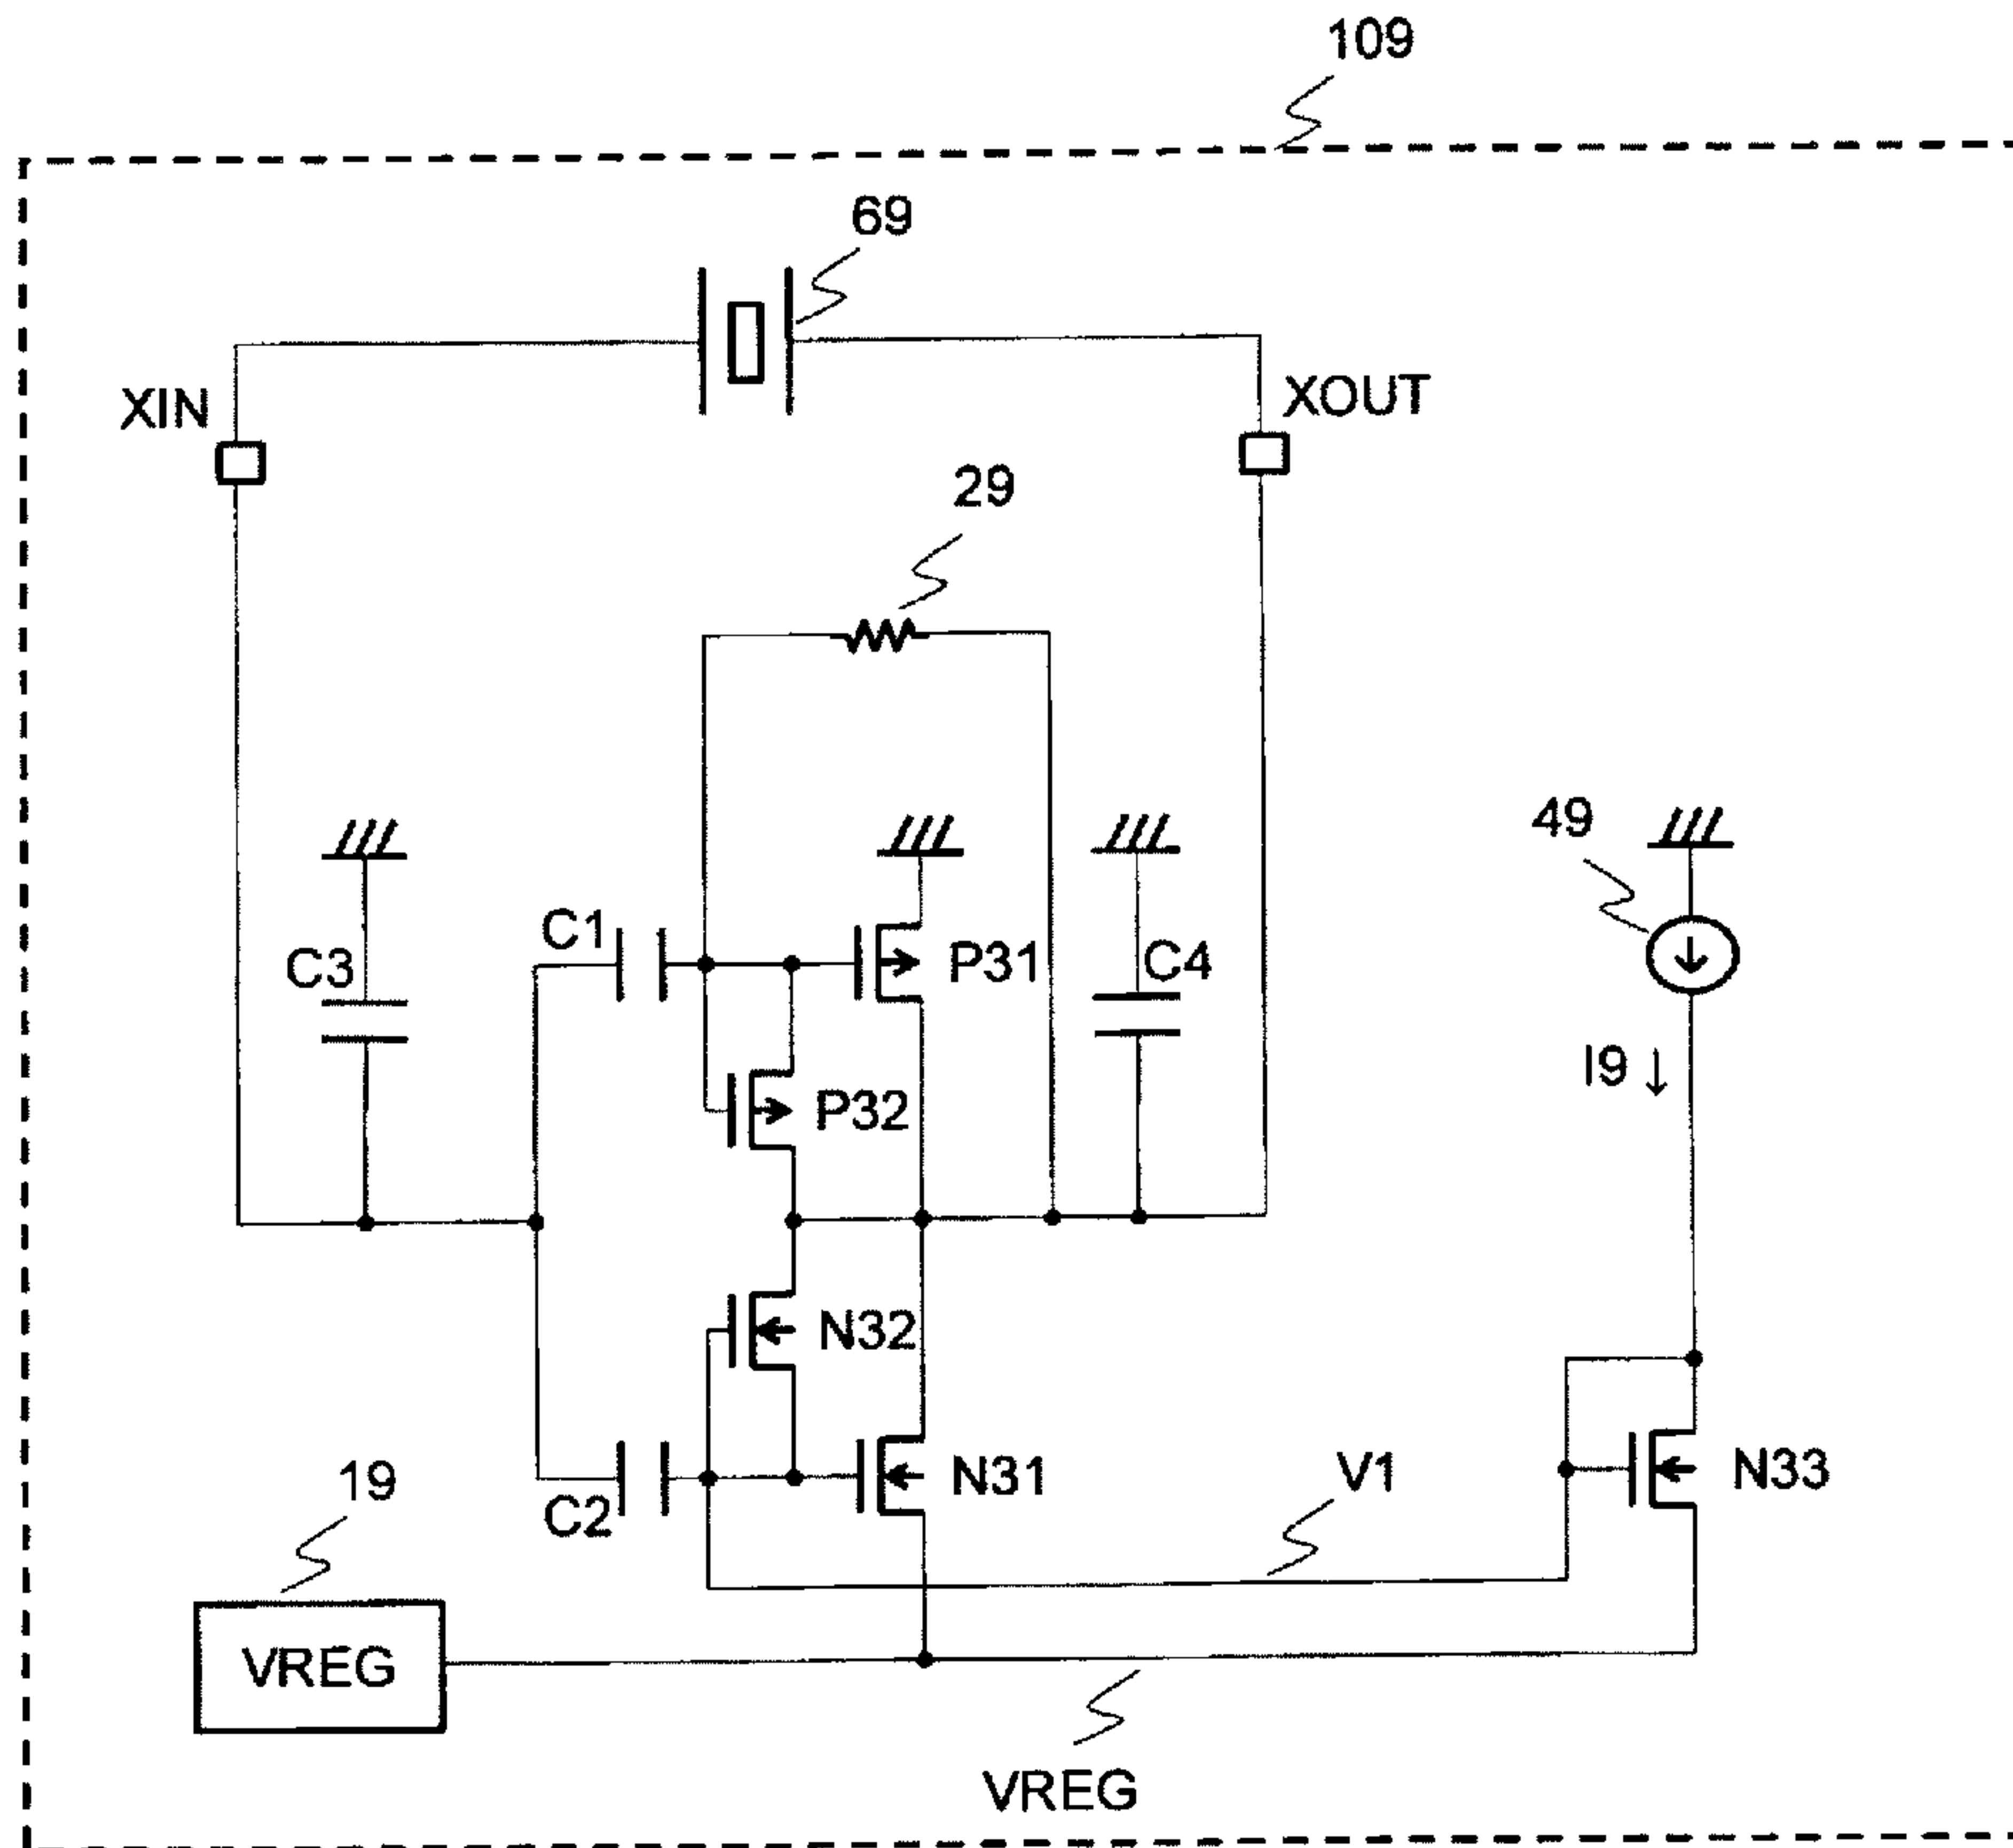 109
69
XIN
XOUT
29
49
C1
C3
P31
C4
I9
P32
N32
19
C2
N31
V1
N33
VREG
VREG